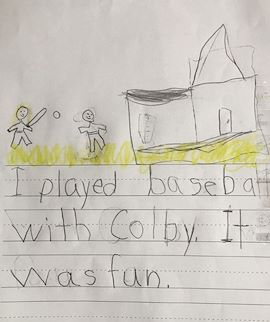 I played baseba
with Colby. It
was fun.